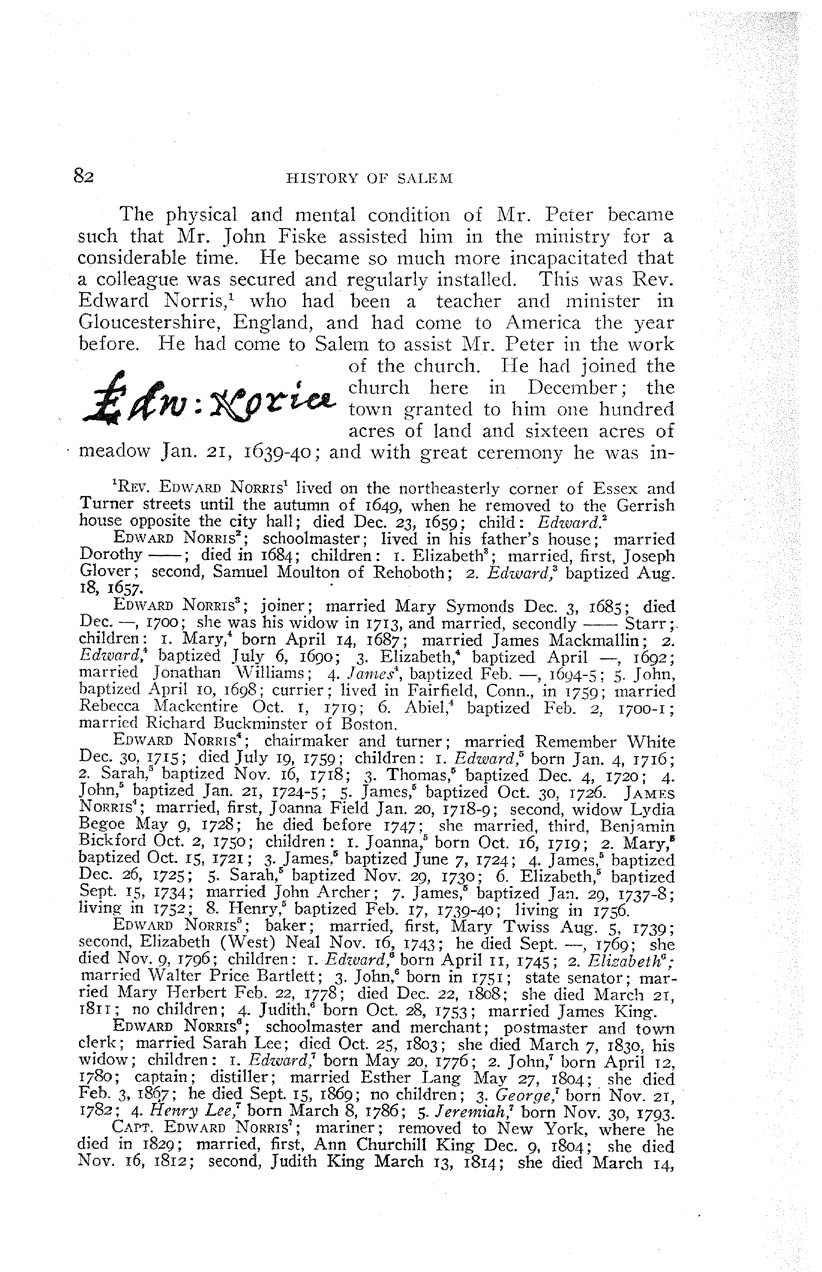 82 HISTORY OF SALEM
The physical and mental condition of Mr. Peter became
such that Mr. John Fiske assisted him in the ministry for a
considerable time. He became so much more incapacitated that
a colleague was secured and regularly installed. This was Rev.
Edward Norris,¹ who had been a teacher and minister in
Gloucestershire, England, and had come to America the year
before. He had come to Salem to assist Mr. Peter in the work
of the church. He had joined the
church here in December; the
Edw: Norice
town granted to him one hundred
acres of land and sixteen acres of
meadow Jan. 21, 1639-40; and with great ceremony he was in-
¹REV. EDWARD NORRIS¹ lived on the northeasterly corner of Essex and
Turner streets until the autumn of 1649, when he removed to the Gerrish
house opposite the city hall; died Dec. 23, 1659; child: Edward.²
EDWARD NORRIS²; schoolmaster; lived in his father's house; married
Dorothy ——; died in 1684; children: 1. Elizabeth³; married, first, Joseph
Glover; second, Samuel Moulton of Rehoboth; 2. Edward,³ baptized Aug.
18, 1657.
EDWARD NORRIS³; joiner; married Mary Symonds Dec. 3, 1685; died
Dec. —, 1700; she was his widow in 1713, and married, secondly —— Starr;
children: 1. Mary,⁴ born April 14, 1687; married James Mackmallin; 2.
Edward,⁴ baptized July 6, 1690; 3. Elizabeth,⁴ baptized April —, 1692;
married Jonathan Williams; 4. James⁴, baptized Feb. —, 1694-5; 5. John,
baptized April 10, 1698; currier; lived in Fairfield, Conn., in 1759; married
Rebecca Mackentire Oct. 1, 1719; 6. Abiel,⁴ baptized Feb. 2, 1700-1;
married Richard Buckminster of Boston.
EDWARD NORRIS⁴; chairmaker and turner; married Remember White
Dec. 30, 1715; died July 19, 1759; children: 1. Edward,⁵ born Jan. 4, 1716;
2. Sarah,⁵ baptized Nov. 16, 1718; 3. Thomas,⁵ baptized Dec. 4, 1720; 4.
John,⁵ baptized Jan. 21, 1724-5; 5. James,⁵ baptized Oct. 30, 1726. JAMES
NORRIS⁴; married, first, Joanna Field Jan. 20, 1718-9; second, widow Lydia
Begoe May 9, 1728; he died before 1747; she married, third, Benjamin
Bickford Oct. 2, 1750; children: 1. Joanna,⁵ born Oct. 16, 1719; 2. Mary,⁵
baptized Oct. 15, 1721; 3. James,⁵ baptized June 7, 1724; 4. James,⁵ baptized
Dec. 26, 1725; 5. Sarah,⁵ baptized Nov. 29, 1730; 6. Elizabeth,⁵ baptized
Sept. 15, 1734; married John Archer; 7. James,⁵ baptized Jan. 29, 1737-8;
living in 1752; 8. Henry,⁵ baptized Feb. 17, 1739-40; living in 1756.
EDWARD NORRIS⁵; baker; married, first, Mary Twiss Aug. 5, 1739;
second, Elizabeth (West) Neal Nov. 16, 1743; he died Sept. —, 1769; she
died Nov. 9, 1796; children: 1. Edward,⁶ born April 11, 1745; 2. Elizabeth⁶;
married Walter Price Bartlett; 3. John,⁶ born in 1751; state senator; mar-
ried Mary Herbert Feb. 22, 1778; died Dec. 22, 1808; she died March 21,
1811; no children; 4. Judith,⁶ born Oct. 28, 1753; married James King.
EDWARD NORRIS⁶; schoolmaster and merchant; postmaster and town
clerk; married Sarah Lee; died Oct. 25, 1803; she died March 7, 1830, his
widow; children: 1. Edward,⁷ born May 20, 1776; 2. John,⁷ born April 12,
1780; captain; distiller; married Esther Lang May 27, 1804; she died
Feb. 3, 1867; he died Sept. 15, 1869; no children; 3. George,⁷ born Nov. 21,
1782; 4. Henry Lee,⁷ born March 8, 1786; 5. Jeremiah,⁷ born Nov. 30, 1793.
CAPT. EDWARD NORRIS⁷; mariner; removed to New York, where he
died in 1829; married, first, Ann Churchill King Dec. 9, 1804; she died
Nov. 16, 1812; second, Judith King March 13, 1814; she died March 14,